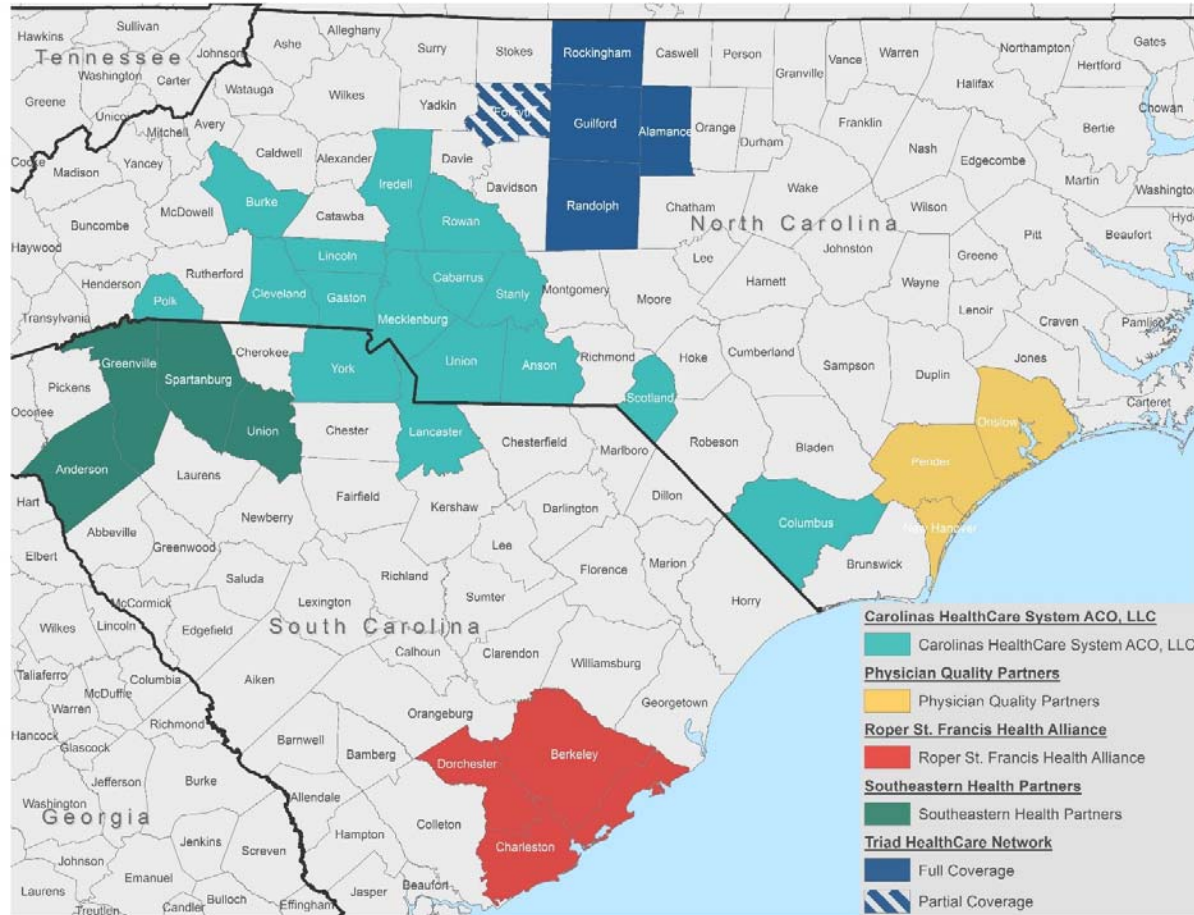 Hawkins
Sullivan
Johnson
Ashe
Alleghany
Surry
Stokes
Rockingham
Caswell
Person
Granville
Vance
Warren
Northampton
Gates
Hertford
Halifax
Tennessee
Washington
Carter
Greene
Unicoi
Watauga
Wilkes
Yadkin
Guilford
Alamance
Orange
Durham
Franklin
Nash
Edgecombe
Bertie
Chowan
Martin
Washington
Mitchell
Avery
Caldwell
Alexander
Iredell
Davie
Davidson
Randolph
Chatham
Wake
Wilson
Pitt
Beaufort
Hyd
Cocke
Madison
Yancey
Burke
Catawba
Rowan
North Carolina
Johnston
Greene
Buncombe
McDowell
Haywood
Rutherford
Lincoln
Cabarrus
Stanly
Montgomery
Moore
Lee
Harnett
Wayne
Lenoir
Craven
Pamlico
Henderson
Polk
Cleveland
Gaston
Mecklenburg
Transylvania
Union
Anson
Richmond
Hoke
Cumberland
Sampson
Duplin
Jones
Carteret
Greenville
Spartanburg
Cherokee
York
Scotland
Onslow
Pickens
Oconee
Union
Chester
Lancaster
Chesterfield
Marlboro
Robeson
Bladen
Pender
Anderson
Laurens
Fairfield
Kershaw
Darlington
Dillon
Columbus
New Hanover
Brunswick
Hart
Abbeville
Newberry
Lee
Marion
Elbert
Greenwood
Saluda
Richland
Sumter
Florence
Horry
McCormick
Lexington
Wilkes
Lincoln
Edgefield
South Carolina
Calhoun
Clarendon
Williamsburg
Taliaferro
McDuffie
Columbia
Aiken
Warren
Richmond
Orangeburg
Georgetown
Hancock
Glascock
Barnwell
Bamberg
Dorchester
Berkeley
Jefferson
Burke
Allendale
Washington
Georgia
Colleton
Hampton
Charleston
Jenkins
Screven
Johnson
Emanuel
Jasper
Beaufort
Laurens
Treutlen
Candler
Bulloch
Effingham
Carolinas HealthCare System ACO, LLC
Carolinas HealthCare System ACO, LLC
Physician Quality Partners
Physician Quality Partners
Roper St. Francis Health Alliance
Roper St. Francis Health Alliance
Southeastern Health Partners
Southeastern Health Partners
Triad HealthCare Network
Full Coverage
Partial Coverage